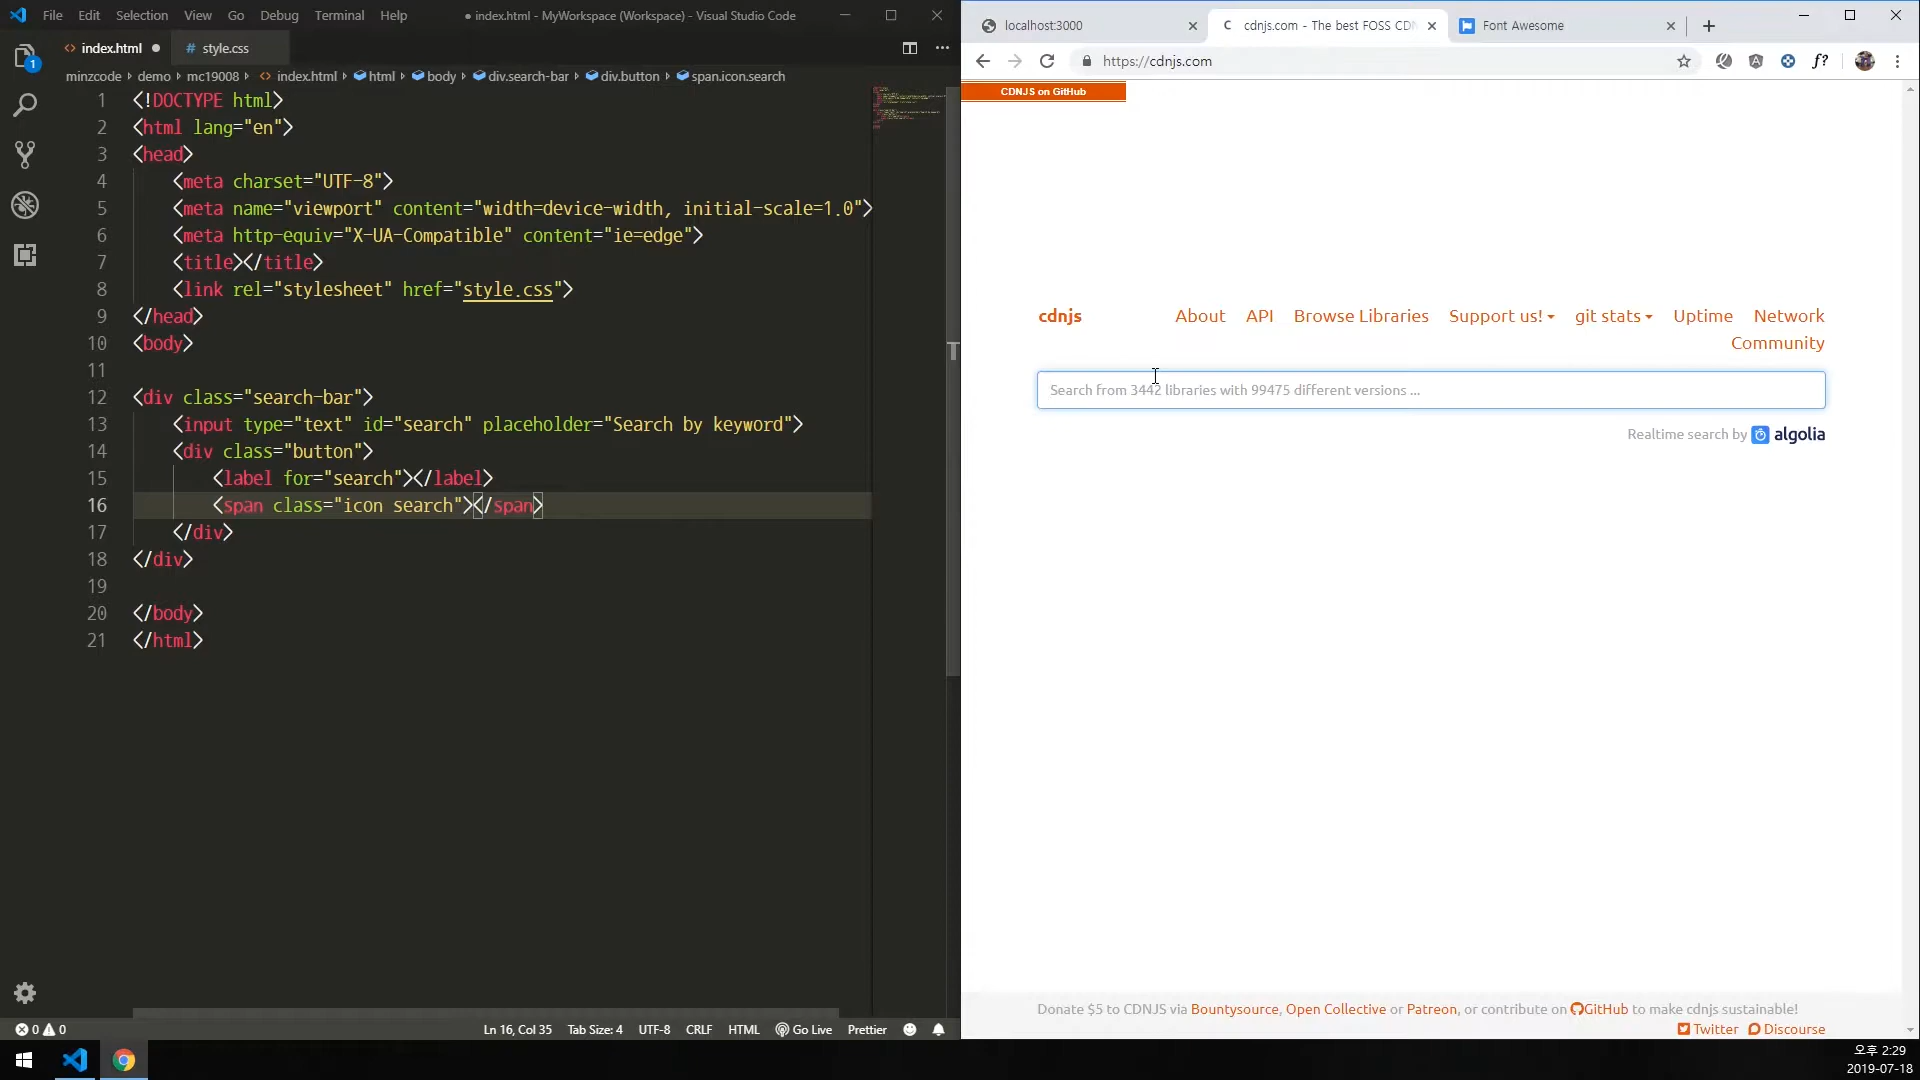 File Edit Selection View Go Debug Terminal Help ● index.html - MyWorkspace (Workspace) - Visual Studio Code
<> index.html ● # style.css
minzcode › demo › mc19008 › <> index.html › html › body › div.search-bar › div.button › span.icon.search
1 <!DOCTYPE html>
2 <html lang="en">
3 <head>
4 <meta charset="UTF-8">
5 <meta name="viewport" content="width=device-width, initial-scale=1.0">
6 <meta http-equiv="X-UA-Compatible" content="ie=edge">
7 <title></title>
8 <link rel="stylesheet" href="style.css">
9 </head>
10 <body>
11
12 <div class="search-bar">
13 <input type="text" id="search" placeholder="Search by keyword">
14 <div class="button">
15 <label for="search"></label>
16 <span class="icon search"></span>
17 </div>
18 </div>
19
20 </body>
21 </html>
1
0 0 Ln 16, Col 35 Tab Size: 4 UTF-8 CRLF HTML Go Live Prettier
localhost:3000 cdnjs.com - The best FOSS CDN Font Awesome
https://cdnjs.com
f?
CDNJS on GitHub
cdnjs About API Browse Libraries Support us! git stats Uptime Network
Community
Search from 3442 libraries with 99475 different versions ...
Realtime search by algolia
Donate $5 to CDNJS via Bountysource, Open Collective or Patreon, or contribute on GitHub to make cdnjs sustainable!
Twitter Discourse
오후 2:29
2019-07-18